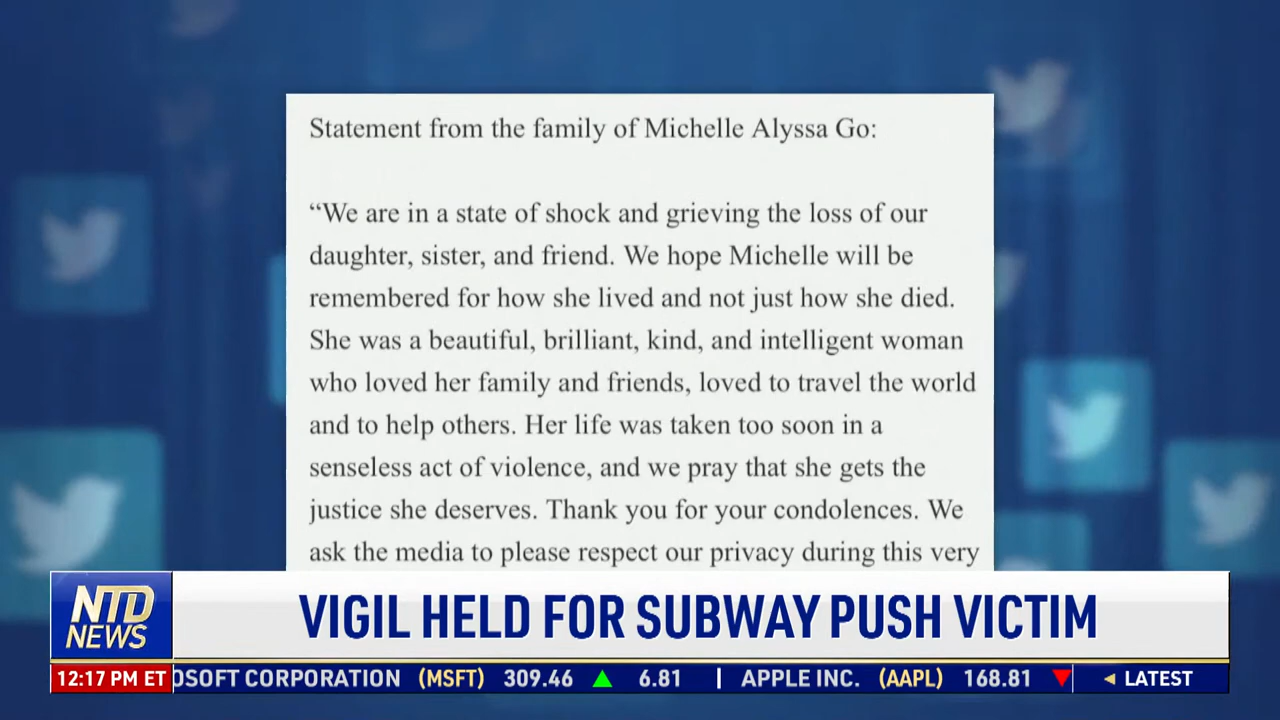 Statement from the family of Michelle Alyssa Go:
“We are in a state of shock and grieving the loss of our
daughter, sister, and friend. We hope Michelle will be
remembered for how she lived and not just how she died.
She was a beautiful, brilliant, kind, and intelligent woman
who loved her family and friends, loved to travel the world
and to help others. Her life was taken too soon in a
senseless act of violence, and we pray that she gets the
justice she deserves. Thank you for your condolences. We
ask the media to please respect our privacy during this very
NTD
NEWS
VIGIL HELD FOR SUBWAY PUSH VICTIM
12:17 PM ET OSOFT CORPORATION (MSFT) 309.46 ▲ 6.81 | APPLE INC. (AAPL) 168.81 ▼ ◄ LATEST